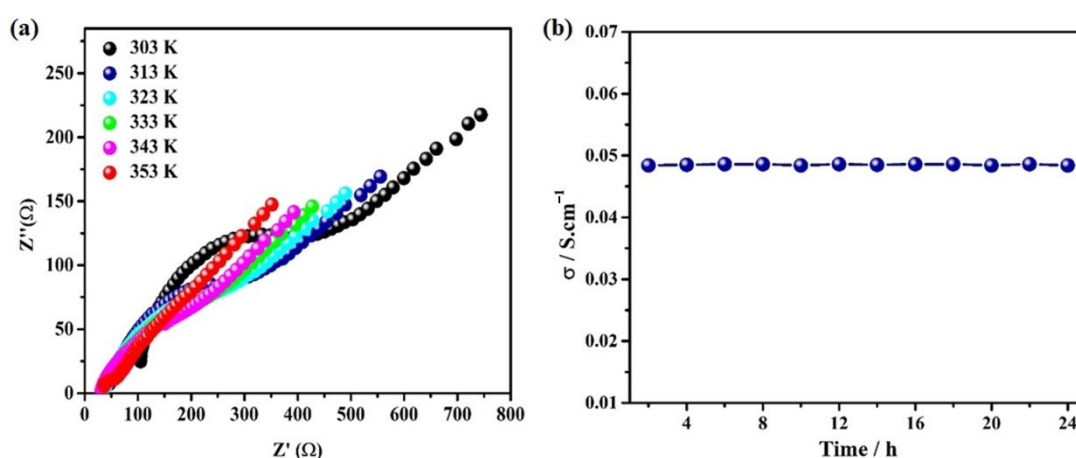 (a)
303 K
313 K
323 K
333 K
343 K
353 K
Z''(Ω)
250
200
150
100
50
0
0 100 200 300 400 500 600 700 800
Z' (Ω)
(b)
σ / S.cm⁻¹
0.07
0.06
0.05
0.04
0.03
0.02
0.01
4 8 12 16 20 24
Time / h